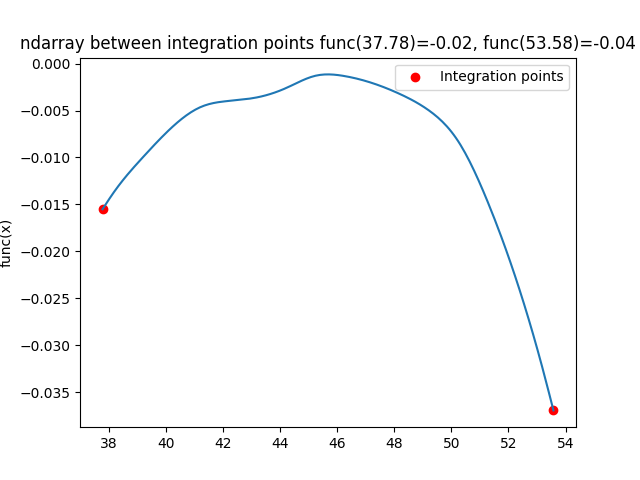 ndarray between integration points func(37.78)=-0.02, func(53.58)=-0.04
Integration points
0.000
−0.005
−0.010
−0.015
−0.020
−0.025
−0.030
−0.035
func(x)
38 40 42 44 46 48 50 52 54